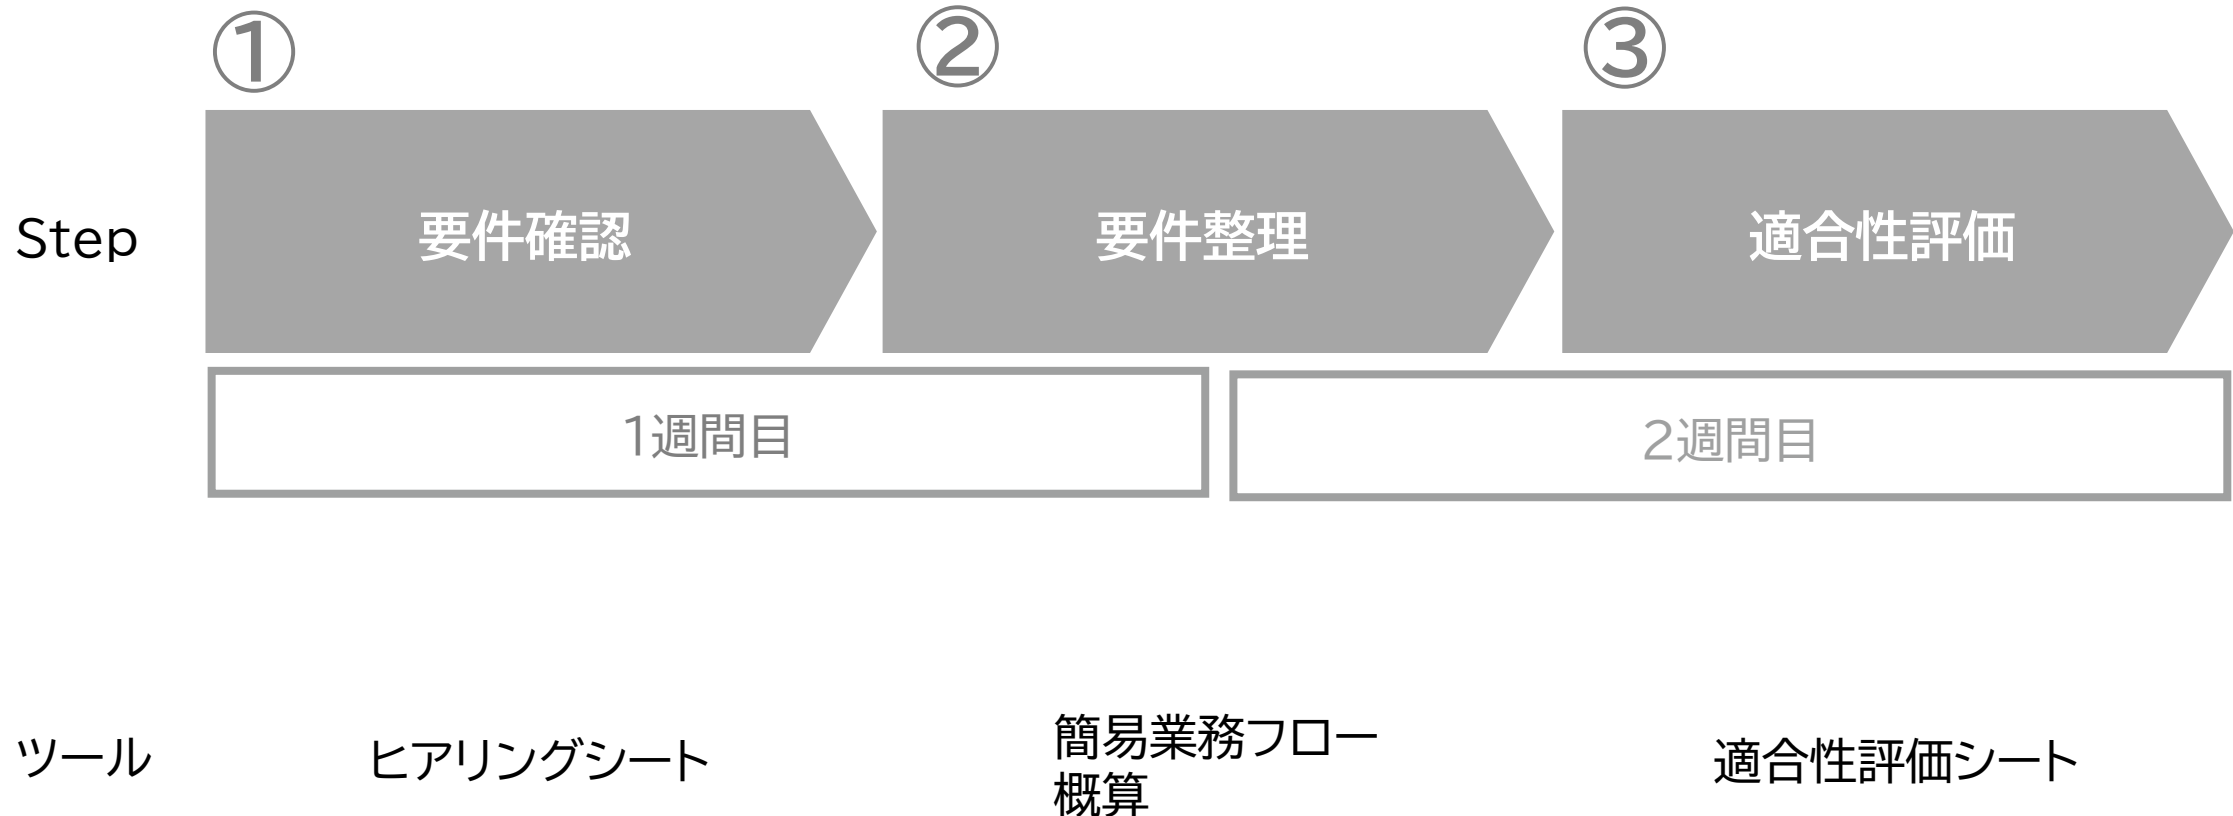 ①
②
③
Step
要件確認
要件整理
適合性評価
1週間目
2週間目
ツール
ヒアリングシート
簡易業務フロー
概算
適合性評価シート